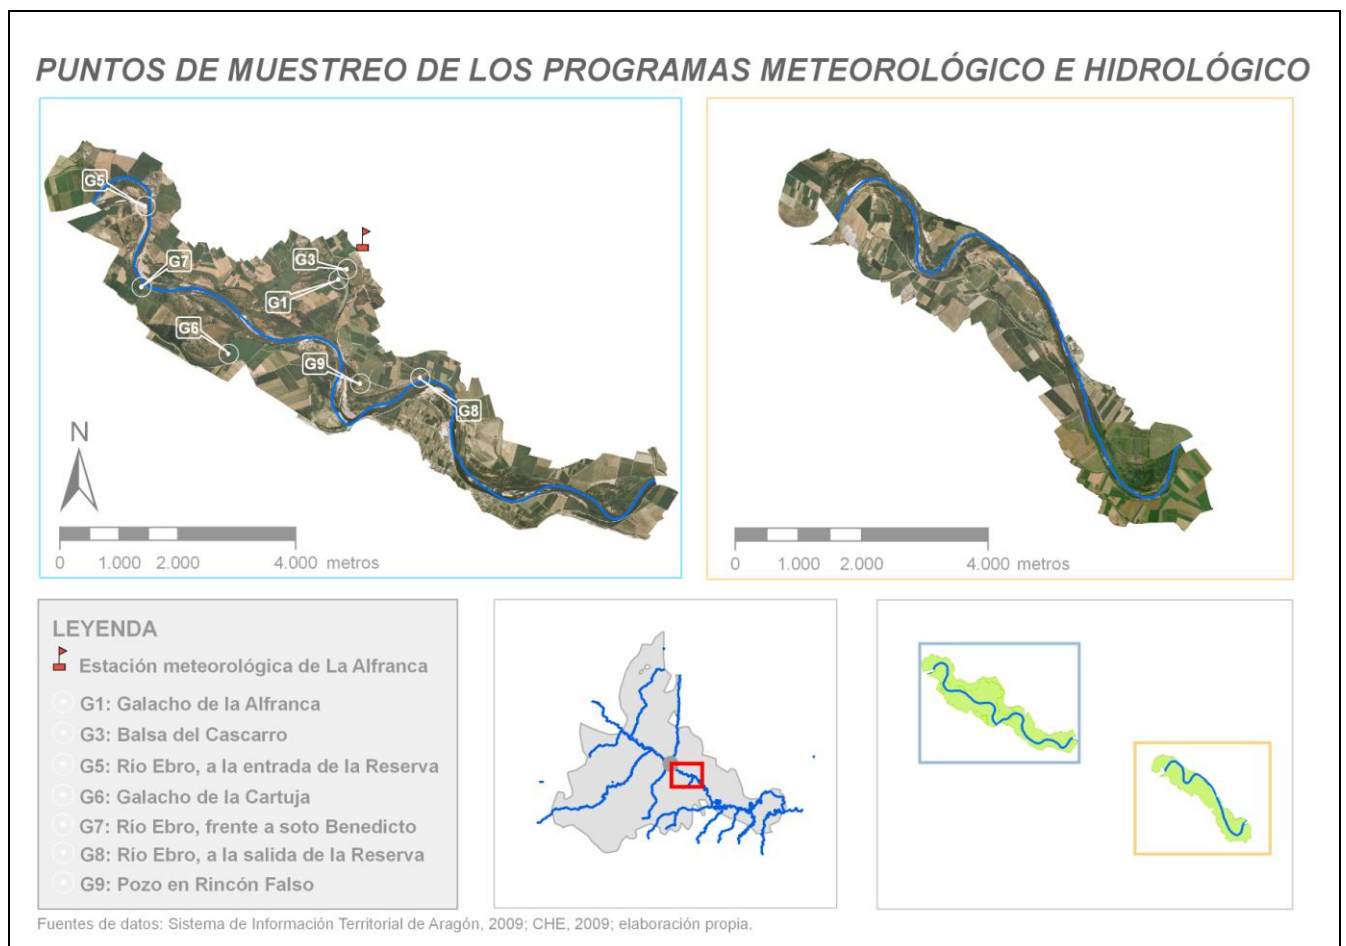 PUNTOS DE MUESTREO DE LOS PROGRAMAS METEOROLÓGICO E HIDROLÓGICO
G5
G7
G3
G1
G6
G9
G8
N
0 1.000 2.000 4.000 metros
0 1.000 2.000 4.000 metros
LEYENDA
Estación meteorológica de La Alfranca
G1: Galacho de la Alfranca
G3: Balsa del Cascarro
G5: Río Ebro, a la entrada de la Reserva
G6: Galacho de la Cartuja
G7: Río Ebro, frente a soto Benedicto
G8: Río Ebro, a la salida de la Reserva
G9: Pozo en Rincón Falso
Fuentes de datos: Sistema de Información Territorial de Aragón, 2009; CHE, 2009; elaboración propia.